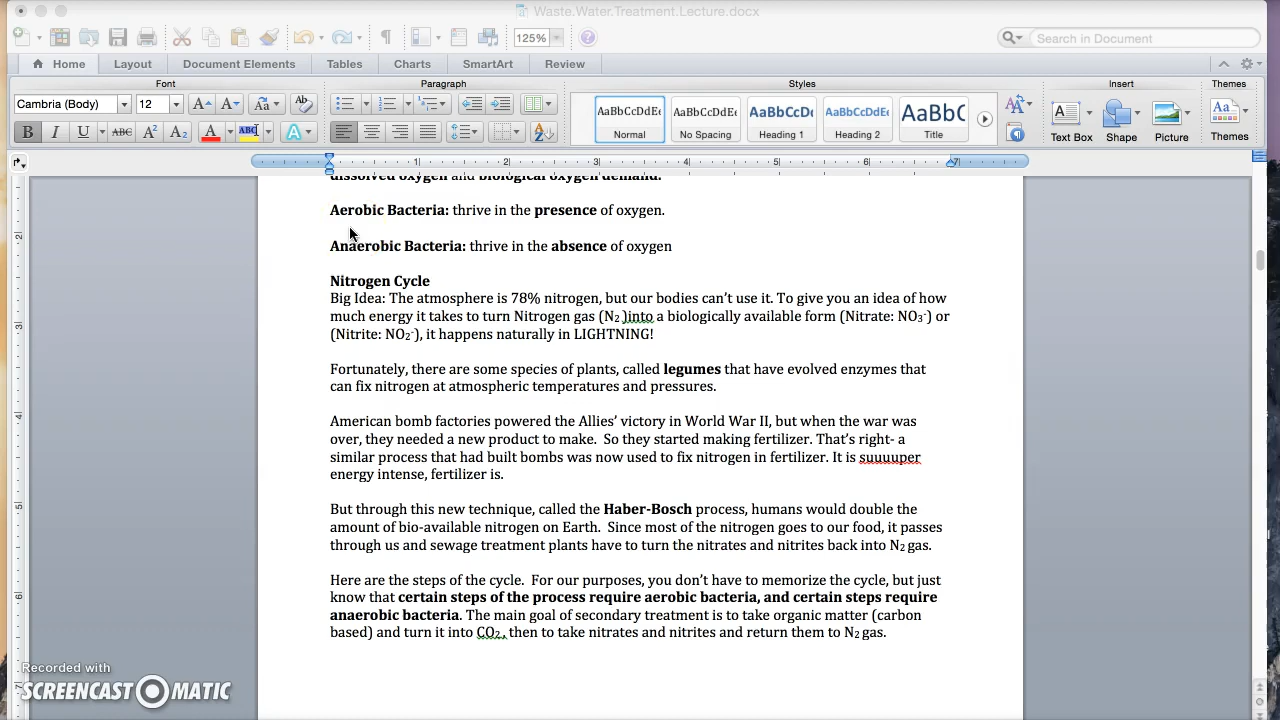 Waste.Water.Treatment.Lecture.docx
125%
Search in Document
Home Layout Document Elements Tables Charts SmartArt Review
Font Paragraph Styles Insert Themes
Cambria (Body) 12
AaBbCcDdEe AaBbCcDdEe AaBbCcDc AaBbCcDdEe AaBbC
Normal No Spacing Heading 1 Heading 2 Title
Text Box Shape Picture Themes
dissolved oxygen and biological oxygen demand.
Aerobic Bacteria: thrive in the presence of oxygen.
Anaerobic Bacteria: thrive in the absence of oxygen
Nitrogen Cycle
Big Idea: The atmosphere is 78% nitrogen, but our bodies can’t use it. To give you an idea of how
much energy it takes to turn Nitrogen gas (N₂ )into a biologically available form (Nitrate: NO₃⁻) or
(Nitrite: NO₂⁻), it happens naturally in LIGHTNING!
Fortunately, there are some species of plants, called legumes that have evolved enzymes that
can fix nitrogen at atmospheric temperatures and pressures.
American bomb factories powered the Allies’ victory in World War II, but when the war was
over, they needed a new product to make. So they started making fertilizer. That’s right- a
similar process that had built bombs was now used to fix nitrogen in fertilizer. It is suuuuper
energy intense, fertilizer is.
But through this new technique, called the Haber-Bosch process, humans would double the
amount of bio-available nitrogen on Earth. Since most of the nitrogen goes to our food, it passes
through us and sewage treatment plants have to turn the nitrates and nitrites back into N₂ gas.
Here are the steps of the cycle. For our purposes, you don’t have to memorize the cycle, but just
know that certain steps of the process require aerobic bacteria, and certain steps require
anaerobic bacteria. The main goal of secondary treatment is to take organic matter (carbon
based) and turn it into CO₂, then to take nitrates and nitrites and return them to N₂ gas.
Recorded with
SCREENCAST MATIC